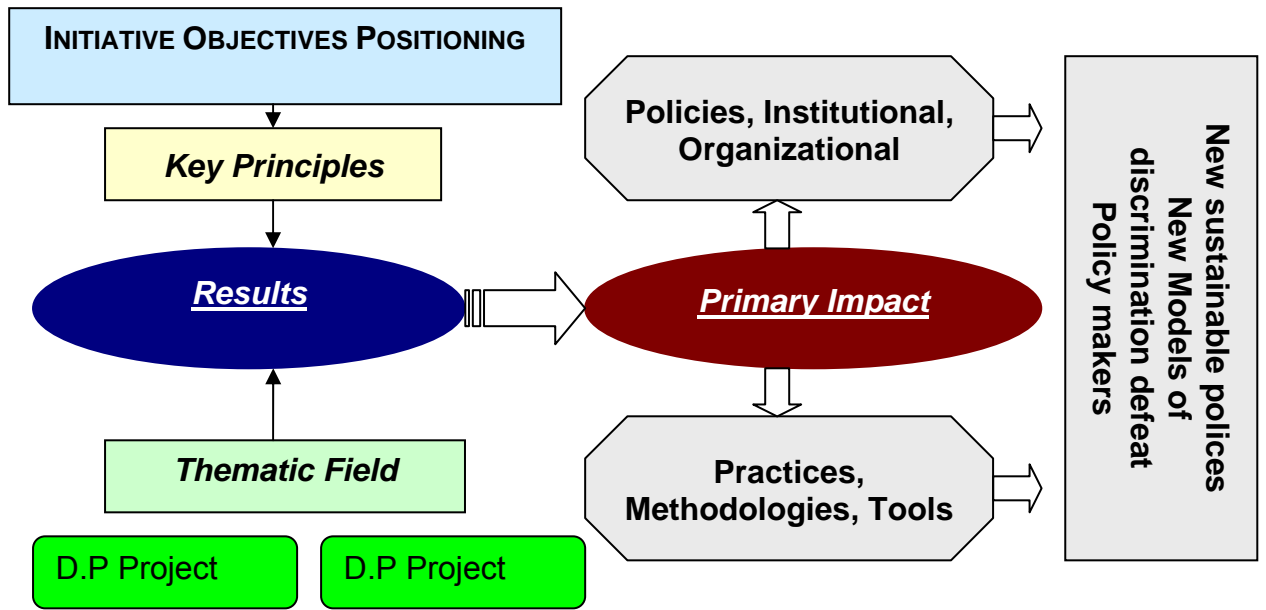 INITIATIVE OBJECTIVES POSITIONING
Key Principles
Results
Thematic Field
D.P Project
D.P Project
Policies, Institutional,
Organizational
Primary Impact
Practices,
Methodologies, Tools
New sustainable polices
New Models of
discrimination defeat
Policy makers